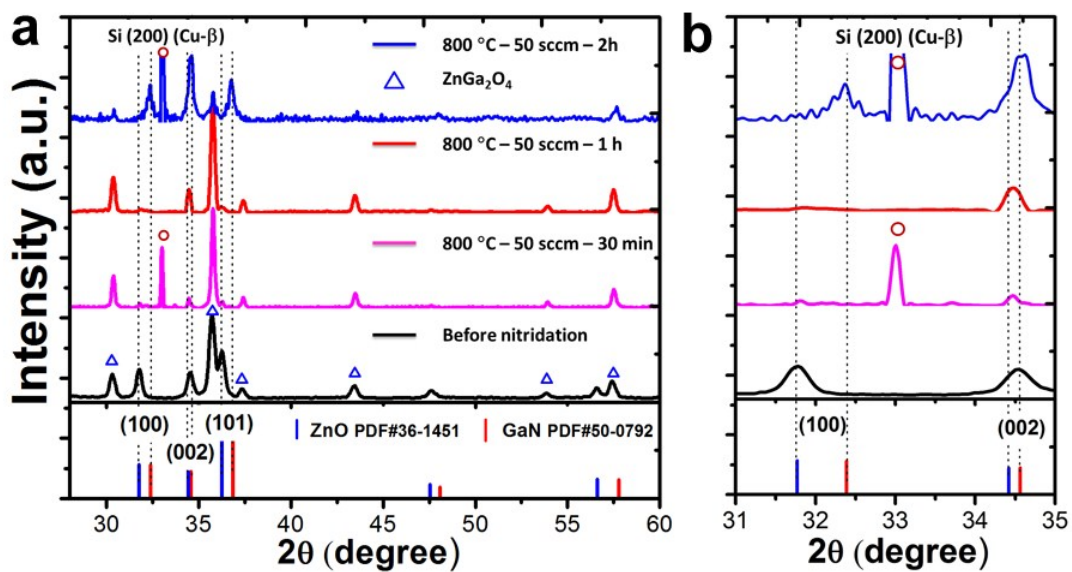 a
b
Si (200) (Cu-β)
800 °C – 50 sccm – 2h
ZnGa₂O₄
800 °C – 50 sccm – 1 h
800 °C – 50 sccm – 30 min
Before nitridation
(100)
(002)
(101)
ZnO PDF#36-1451
GaN PDF#50-0792
Intensity (a.u.)
30 35 40 45 50 55 60
2θ (degree)
Si (200) (Cu-β)
(100)
(002)
31 32 33 34 35
2θ (degree)